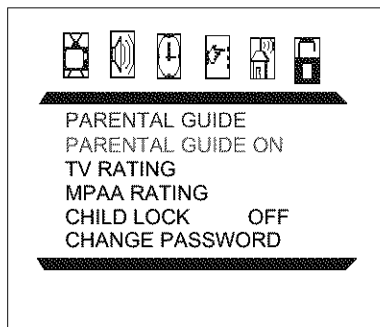 PARENTAL GUIDE
PARENTAL GUIDE ON
TV RATING
MPAA RATING
CHILD LOCK OFF
CHANGE PASSWORD